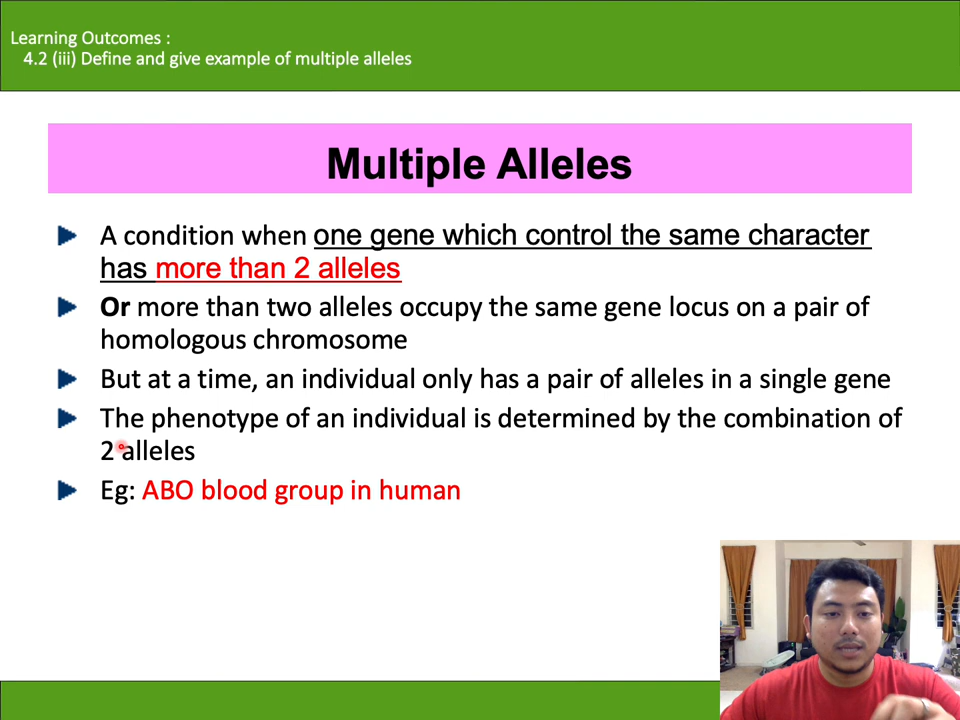 Learning Outcomes :
4.2 (iii) Define and give example of multiple alleles
Multiple Alleles
A condition when one gene which control the same character
has more than 2 alleles
Or more than two alleles occupy the same gene locus on a pair of
homologous chromosome
But at a time, an individual only has a pair of alleles in a single gene
The phenotype of an individual is determined by the combination of
2 alleles
Eg: ABO blood group in human